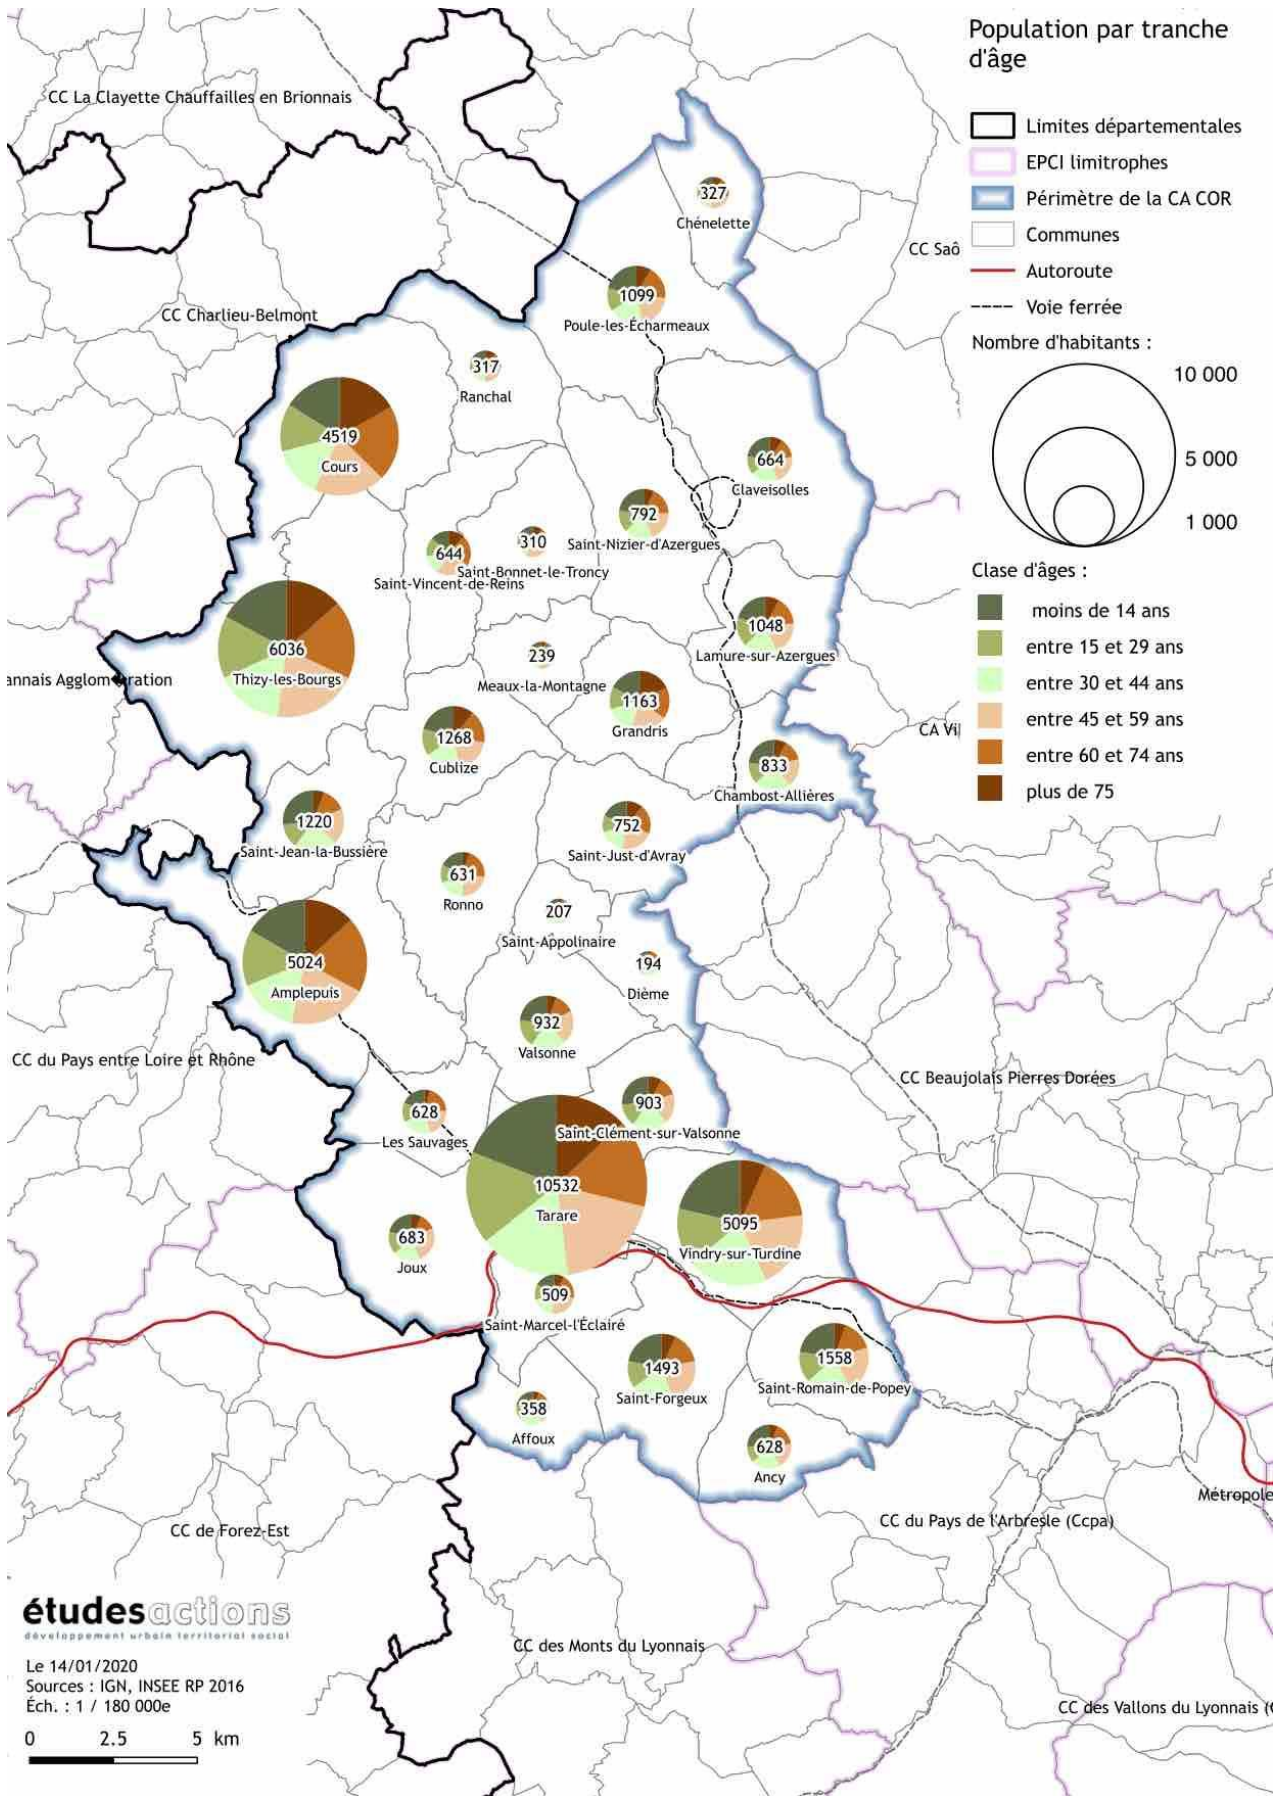 Population par tranche
d'âge
Limites départementales
EPCI limitrophes
Périmètre de la CA COR
Communes
Autoroute
Voie ferrée
Nombre d'habitants :
10 000
5 000
1 000
Clase d'âges :
moins de 14 ans
entre 15 et 29 ans
entre 30 et 44 ans
entre 45 et 59 ans
entre 60 et 74 ans
plus de 75
CC La Clayette Chauffailles en Brionnais
327
Chénelette
CC Saô
1099
Poule-les-Écharmeaux
CC Charlieu-Belmont
317
Ranchal
4519
Cours
664
Claveisolles
792
Saint-Nizier-d'Azergues
310
Saint-Bonnet-le-Troncy
644
Saint-Vincent-de-Reins
1048
Lamure-sur-Azergues
6036
Thizy-les-Bourgs
239
Meaux-la-Montagne
annais Agglom ration
1163
Grandris
CA Vil
1268
Cublize
833
Chambost-Allières
1220
Saint-Jean-la-Bussière
752
Saint-Just-d'Avray
631
Ronno
207
Saint-Appolinaire
5024
Amplepuis
194
Dième
932
Valsonne
CC du Pays entre Loire et Rhône
CC Beaujolais Pierres Dorées
903
Saint-Clément-sur-Valsonne
628
Les Sauvages
10532
Tarare
5095
Vindry-sur-Turdine
683
Joux
509
Saint-Marcel-l'Éclairé
1493
Saint-Forgeux
1558
Saint-Romain-de-Popey
358
Affoux
628
Ancy
Métropole
CC de Forez-Est
CC du Pays de l'Arbresle (Ccpa)
CC des Monts du Lyonnais
CC des Vallons du Lyonnais (C
étudesactions
développement urbain territorial social
Le 14/01/2020
Sources : IGN, INSEE RP 2016
Éch. : 1 / 180 000e
0 2.5 5 km